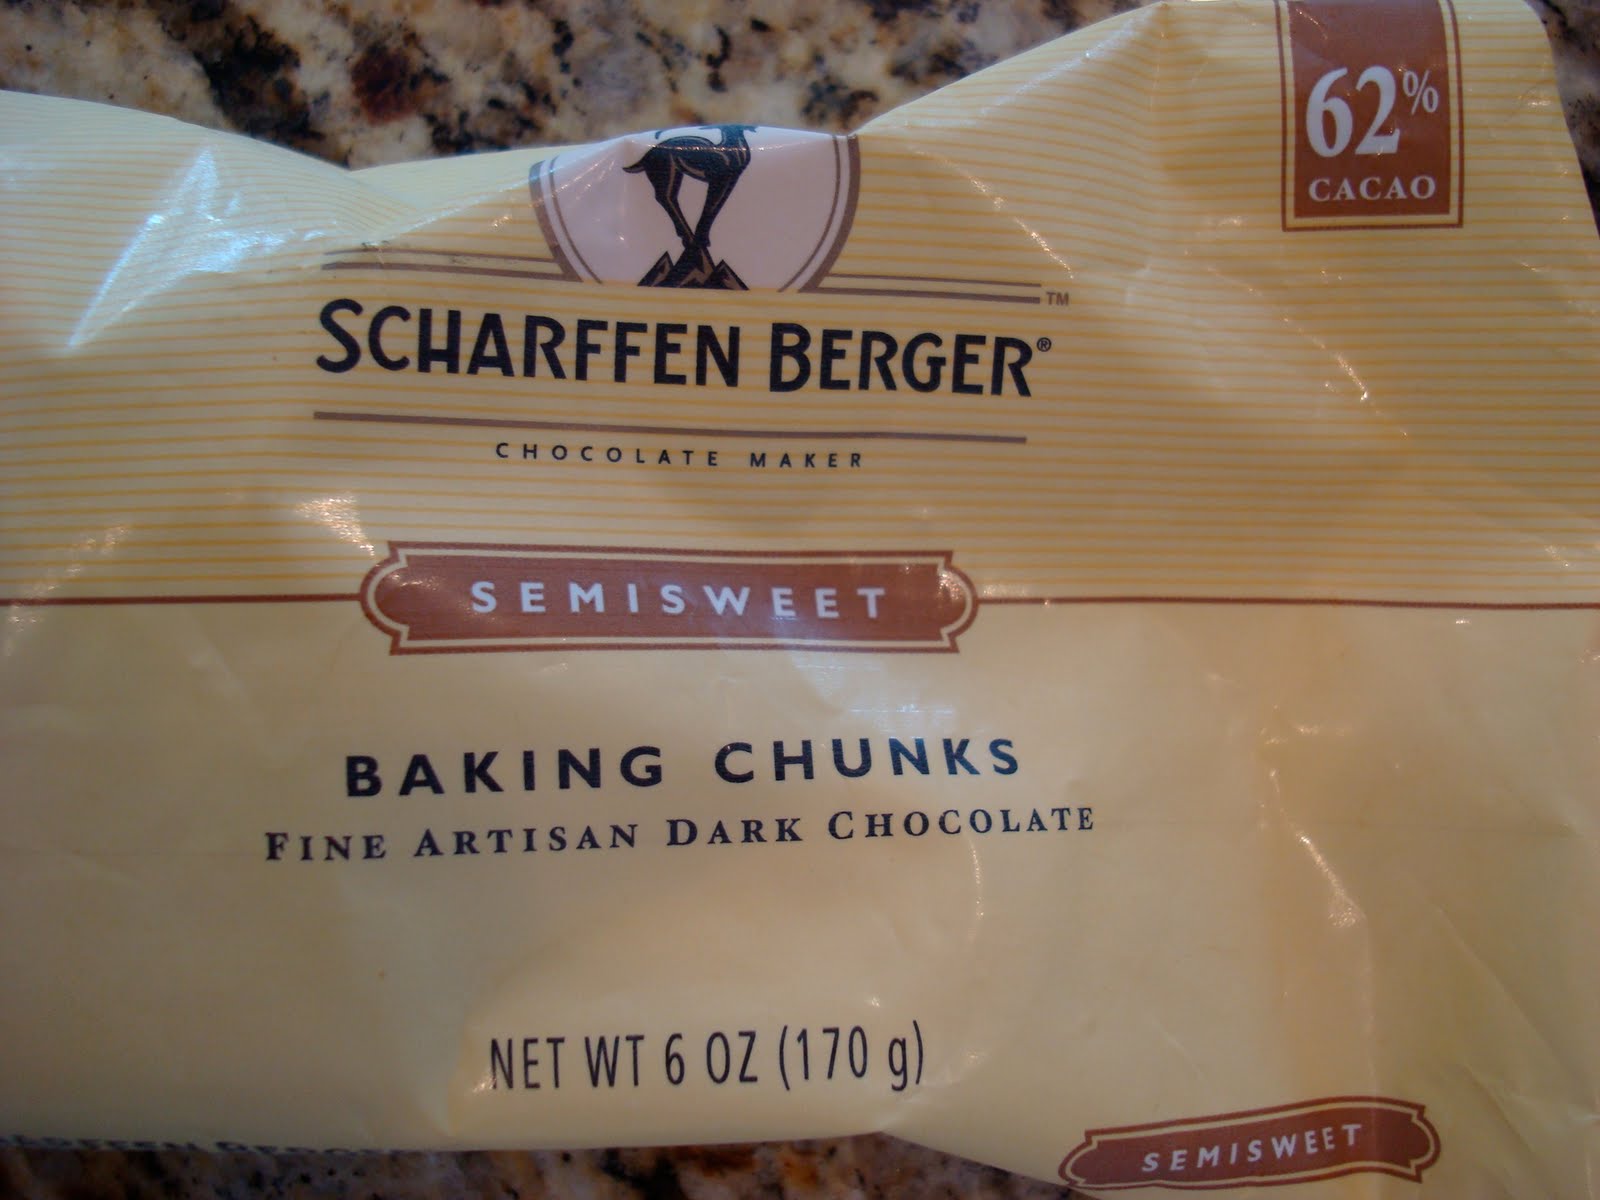 62%
CACAO
TM
SCHARFFEN BERGER®
CHOCOLATE MAKER
SEMISWEET
BAKING CHUNKS
FINE ARTISAN DARK CHOCOLATE
NET WT 6 OZ (170 g)
SEMISWEET